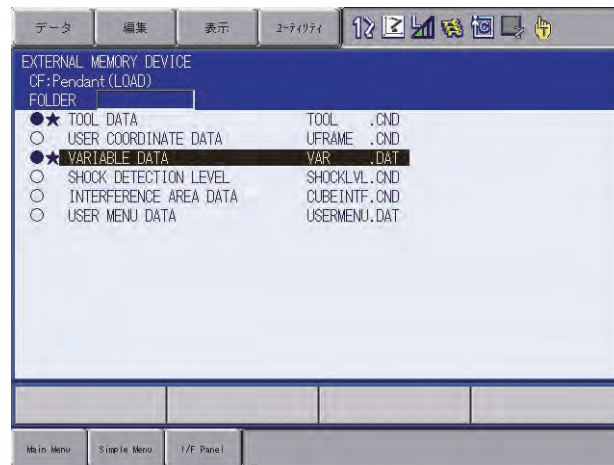 データ 編集 表示 ユーティリティ
EXTERNAL MEMORY DEVICE
CF:Pendant(LOAD)
FOLDER
●★ TOOL DATA TOOL .CND
○ USER COORDINATE DATA UFRAME .CND
●★ VARIABLE DATA VAR .DAT
○ SHOCK DETECTION LEVEL SHOCKLVL.CND
○ INTERFERENCE AREA DATA CUBEINTF.CND
○ USER MENU DATA USERMENU.DAT
Main Menu Simple Menu I/F Panel